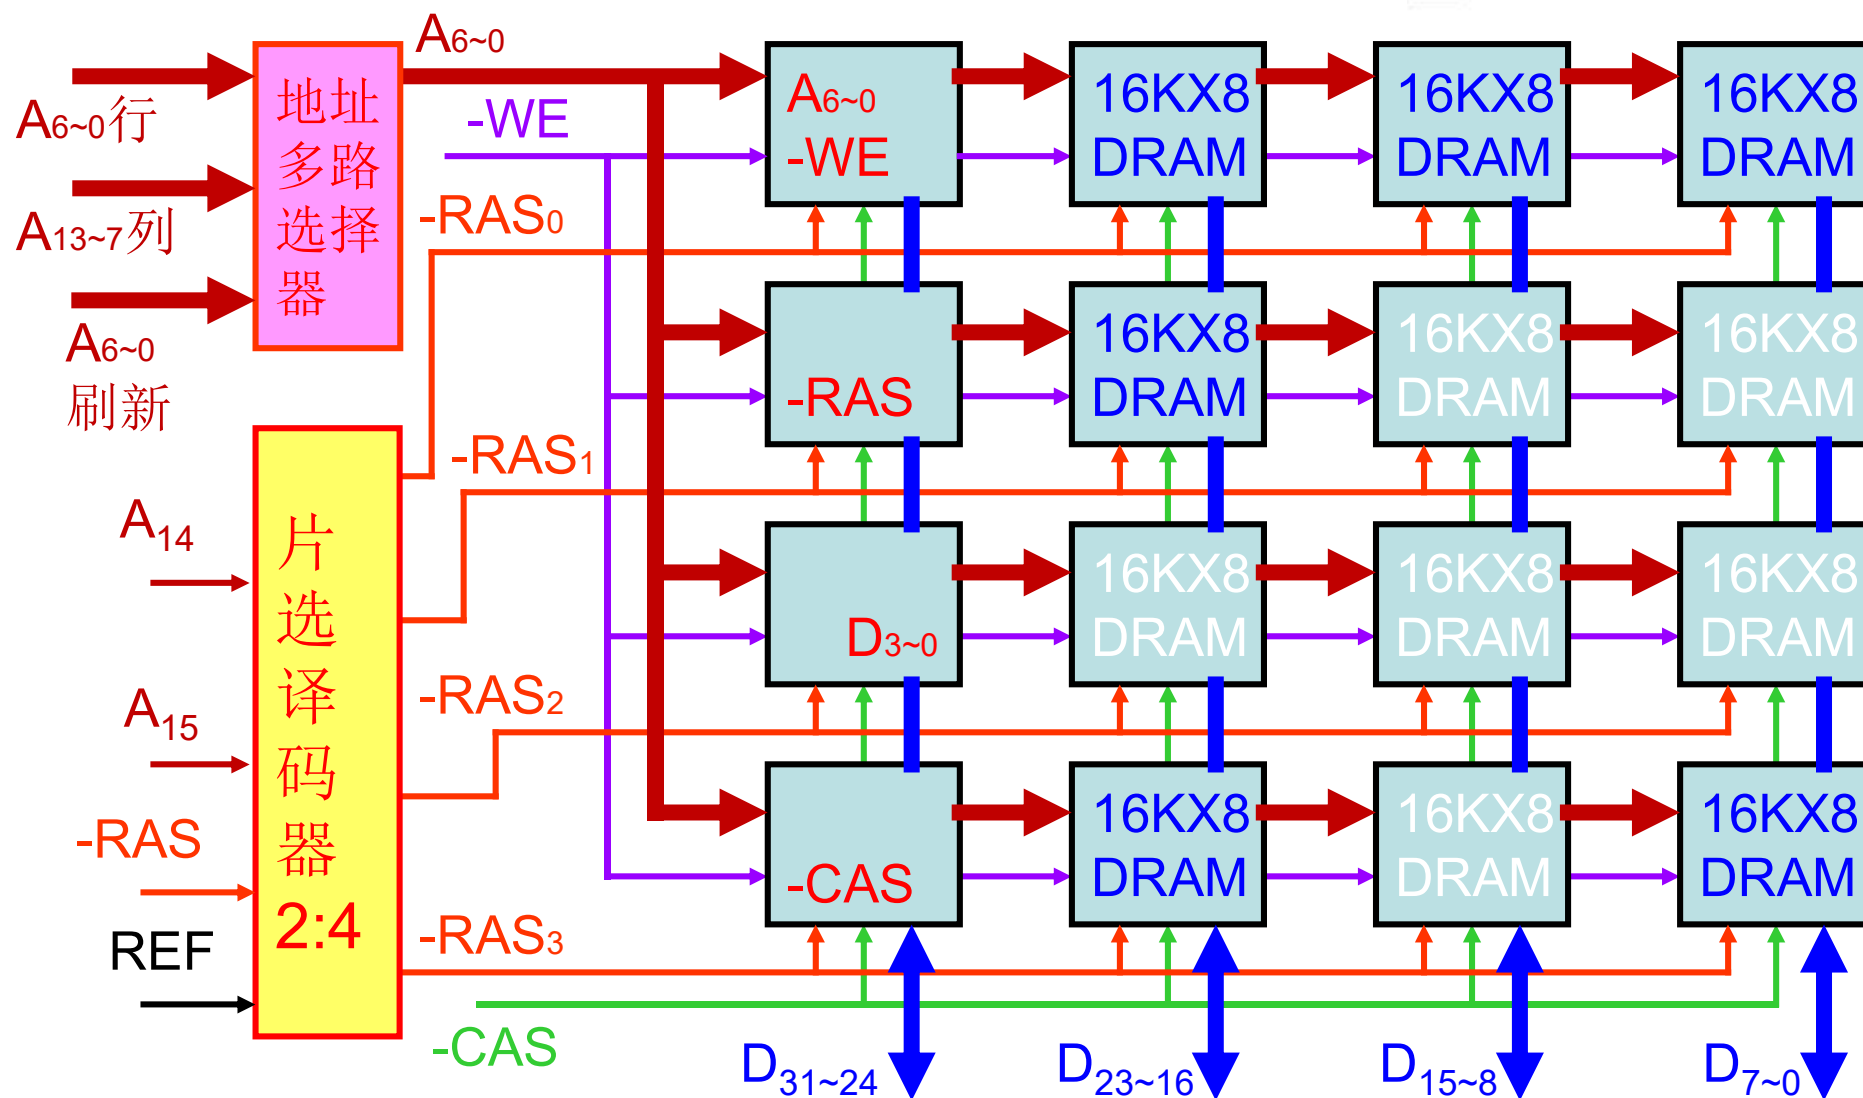 A6~0
A6~0行
A13~7列
A6~0
刷新
地址
多路
选择
器
-WE
-RAS0
-RAS1
-RAS2
-RAS3
-CAS
A14
A15
-RAS
REF
片
选
译
码
器
2:4
A6~0
-WE
16KX8
DRAM
16KX8
DRAM
16KX8
DRAM
-RAS
16KX8
DRAM
16KX8
DRAM
16KX8
DRAM
D3~0
16KX8
DRAM
16KX8
DRAM
16KX8
DRAM
-CAS
16KX8
DRAM
16KX8
DRAM
16KX8
DRAM
D31~24
D23~16
D15~8
D7~0